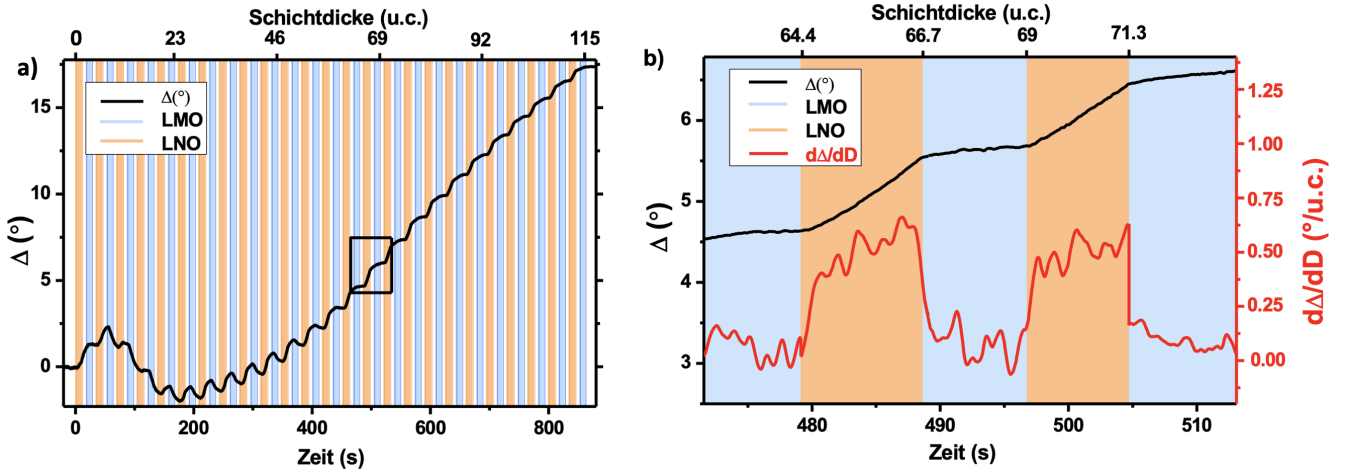 Schichtdicke (u.c.)
0 23 46 69 92 115
a)
Δ(°)
LMO
LNO
15
10
5
0
Δ (°)
0 200 400 600 800
Zeit (s)
Schichtdicke (u.c.)
64.4 66.7 69 71.3
b)
Δ(°)
LMO
LNO
dΔ/dD
6
5
4
3
Δ (°)
1.25
1.00
0.75
0.50
0.25
0.00
dΔ/dD (°/u.c.)
480 490 500 510
Zeit (s)